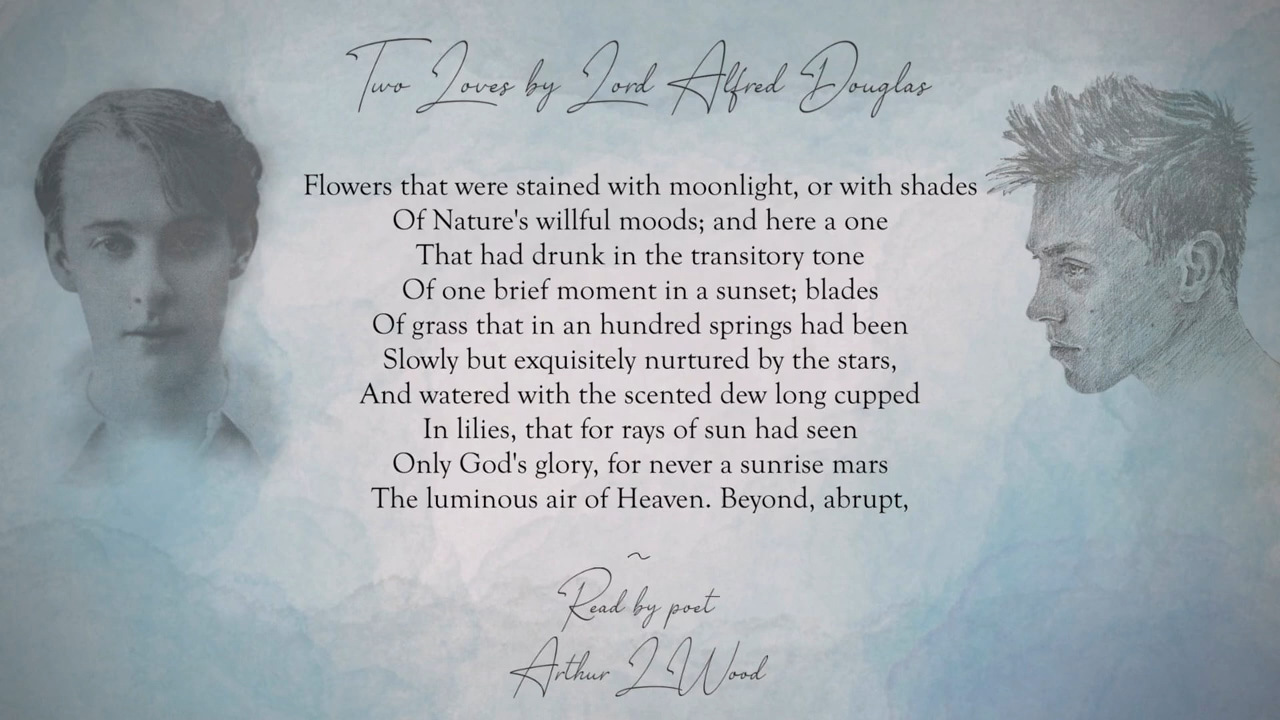 Two Loves by Lord Alfred Douglas
Flowers that were stained with moonlight, or with shades
Of Nature's willful moods; and here a one
That had drunk in the transitory tone
Of one brief moment in a sunset; blades
Of grass that in an hundred springs had been
Slowly but exquisitely nurtured by the stars,
And watered with the scented dew long cupped
In lilies, that for rays of sun had seen
Only God's glory, for never a sunrise mars
The luminous air of Heaven. Beyond, abrupt,
~
Read by poet
Arthur L Wood